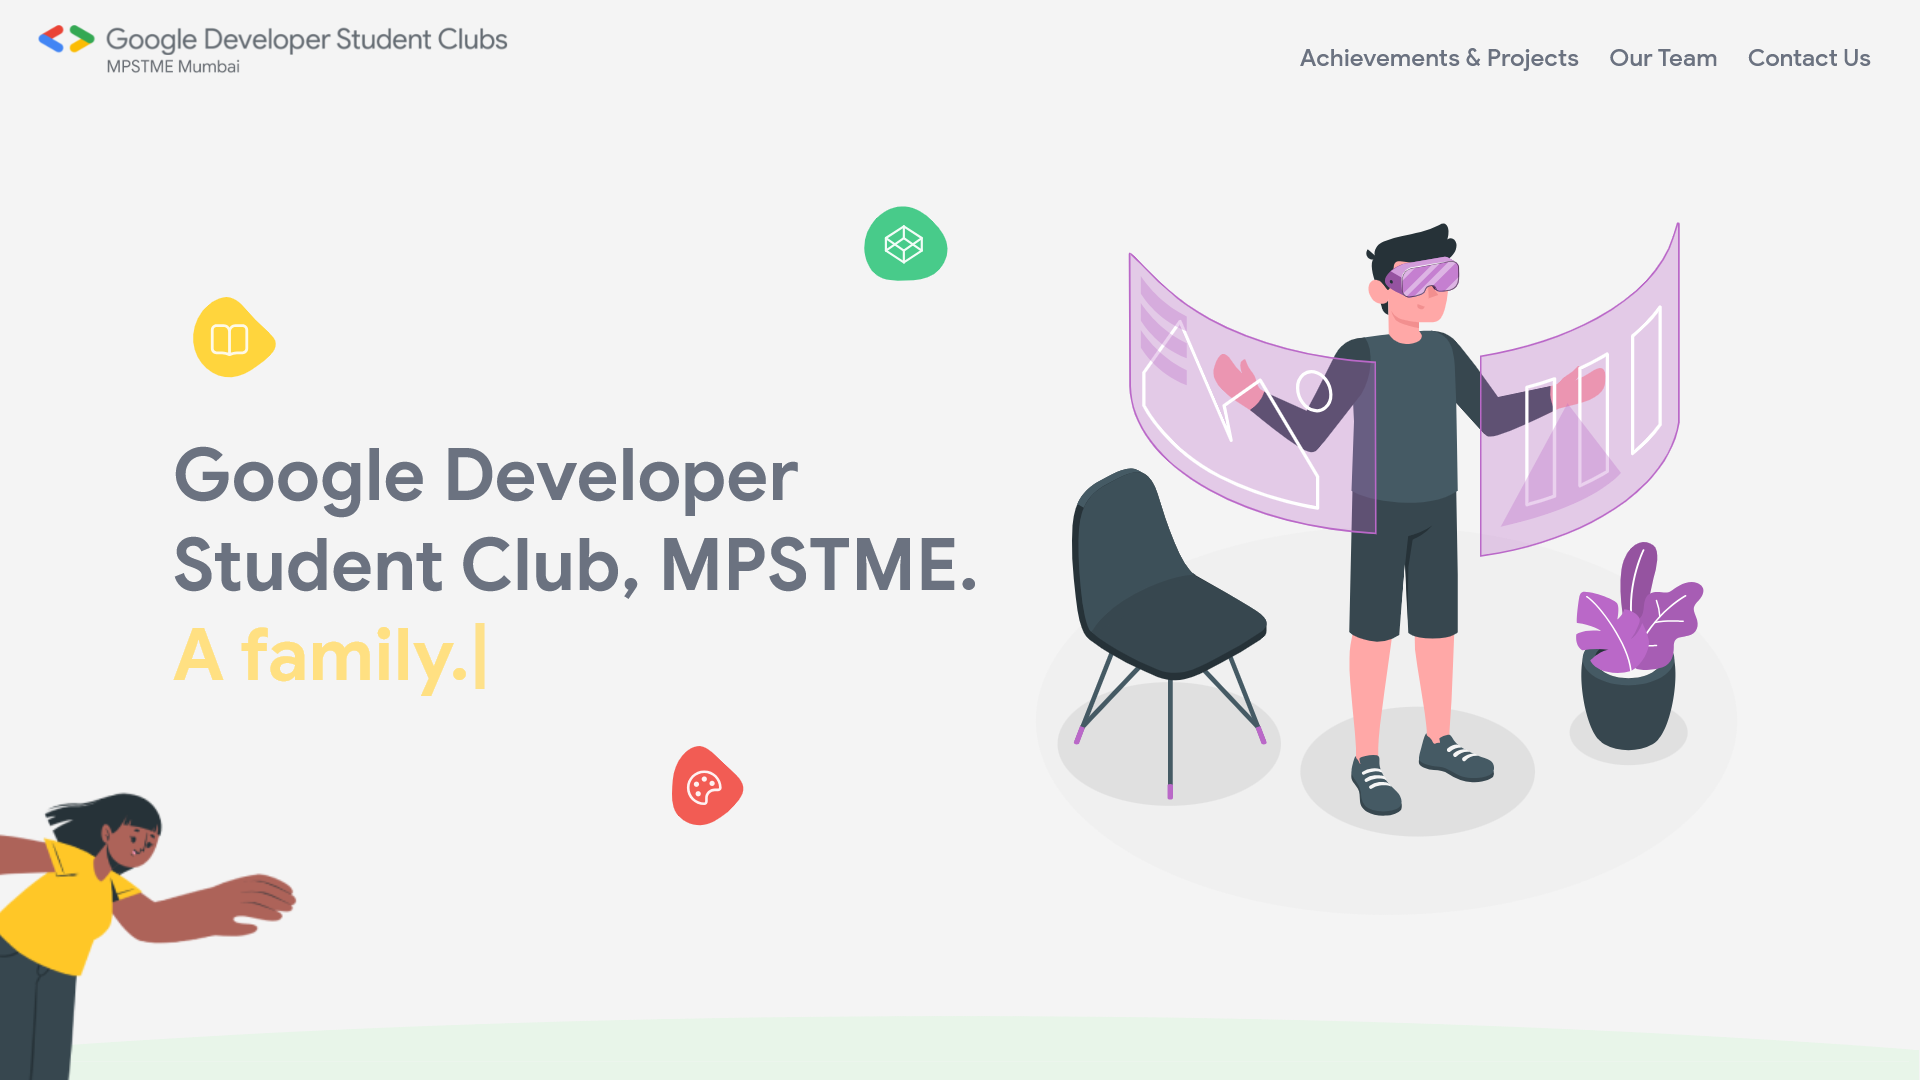 Google Developer Student Clubs
MPSTME Mumbai
Achievements & Projects
Our Team
Contact Us
Google Developer
Student Club, MPSTME.
A family.